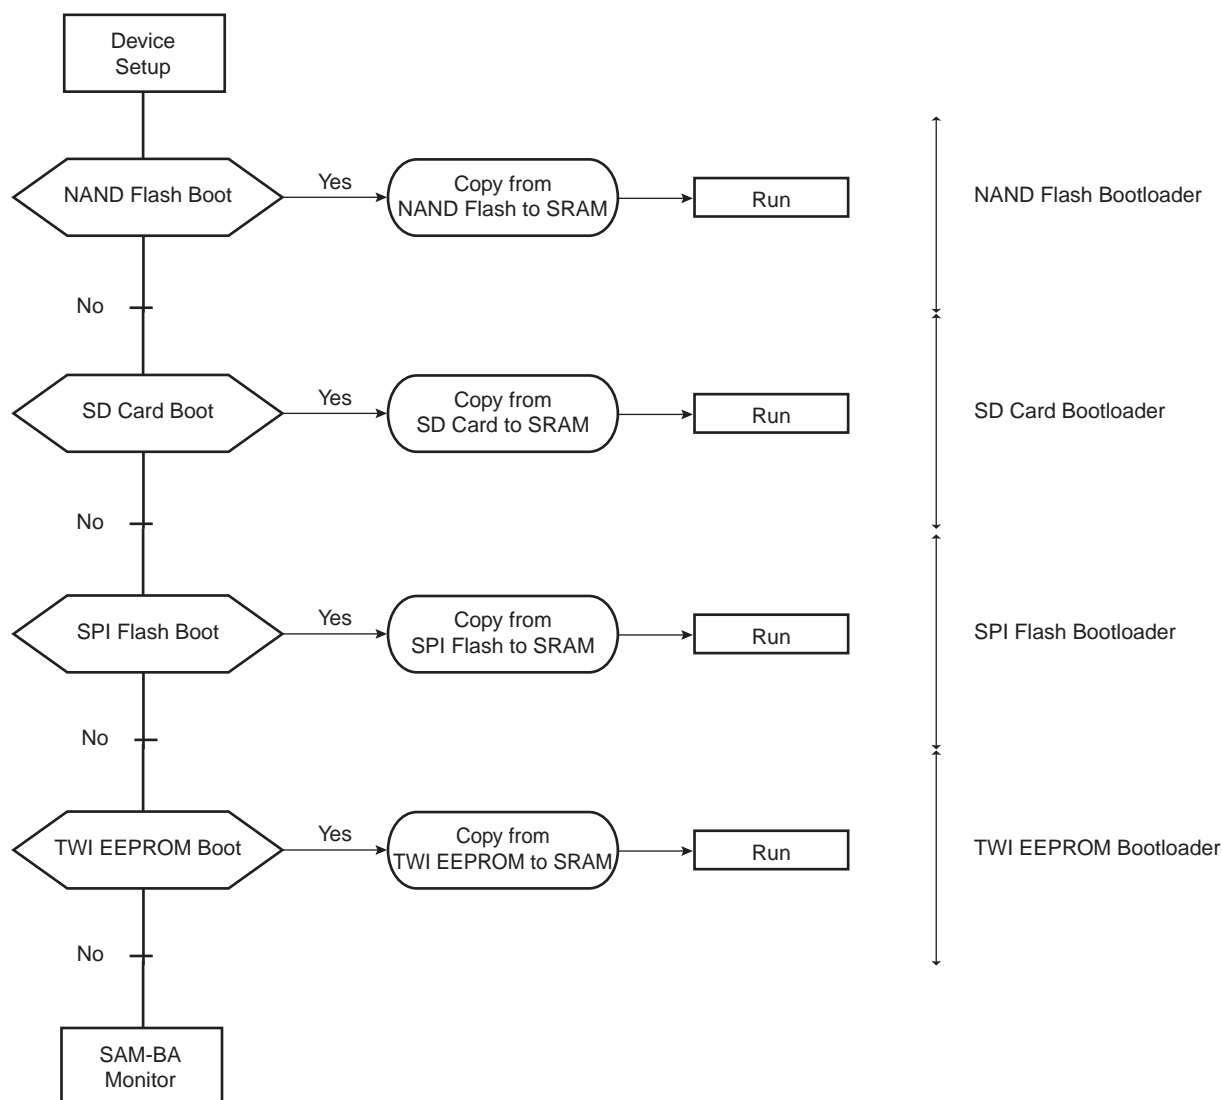 Device
Setup
NAND Flash Boot
Yes
Copy from
NAND Flash to SRAM
Run
NAND Flash Bootloader
No
SD Card Boot
Yes
Copy from
SD Card to SRAM
Run
SD Card Bootloader
No
SPI Flash Boot
Yes
Copy from
SPI Flash to SRAM
Run
SPI Flash Bootloader
No
TWI EEPROM Boot
Yes
Copy from
TWI EEPROM to SRAM
Run
TWI EEPROM Bootloader
No
SAM-BA
Monitor